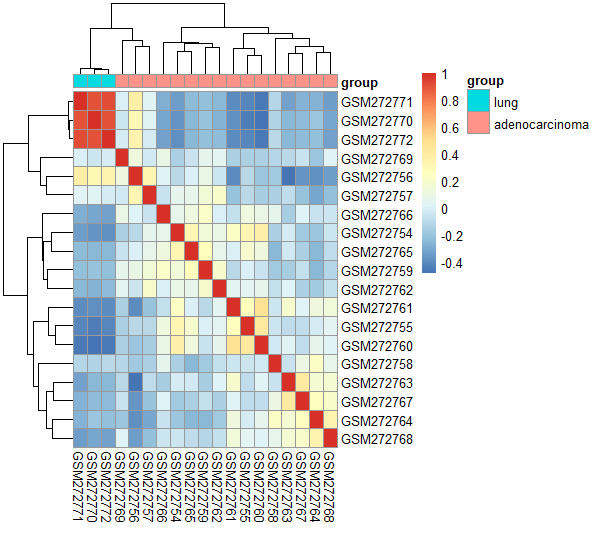 group
GSM272771
GSM272770
GSM272772
GSM272769
GSM272756
GSM272757
GSM272766
GSM272754
GSM272765
GSM272759
GSM272762
GSM272761
GSM272755
GSM272760
GSM272758
GSM272763
GSM272767
GSM272764
GSM272768
1
0.8
0.6
0.4
0.2
0
-0.2
-0.4
group
lung
adenocarcinoma
GSM272771
GSM272770
GSM272772
GSM272769
GSM272756
GSM272757
GSM272766
GSM272754
GSM272765
GSM272759
GSM272762
GSM272761
GSM272755
GSM272760
GSM272758
GSM272763
GSM272767
GSM272764
GSM272768